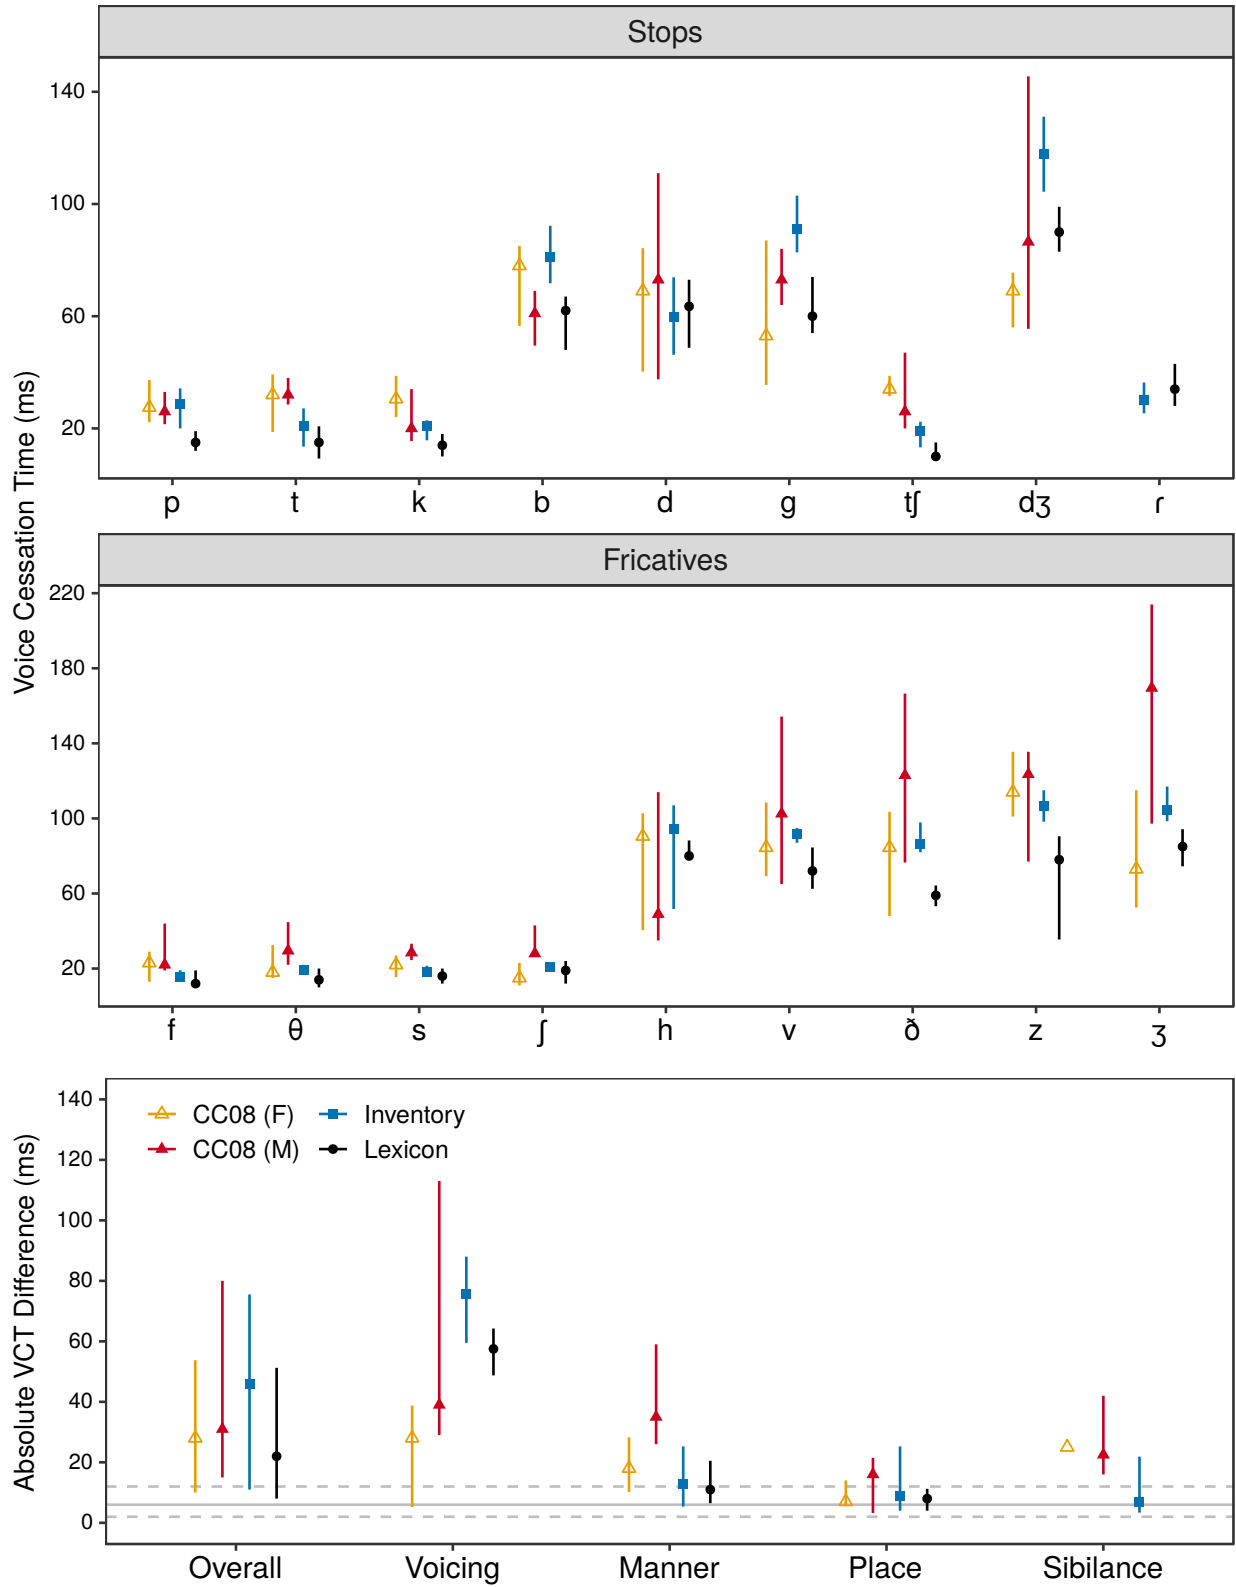 Stops
140
100
60
20
p t k b d g tʃ dʒ ɾ
Voice Cessation Time (ms)
Fricatives
220
180
140
100
60
20
f θ s ʃ h v ð z ʒ
Absolute VCT Difference (ms)
140
120
100
80
60
40
20
0
CC08 (F) Inventory
CC08 (M) Lexicon
Overall Voicing Manner Place Sibilance